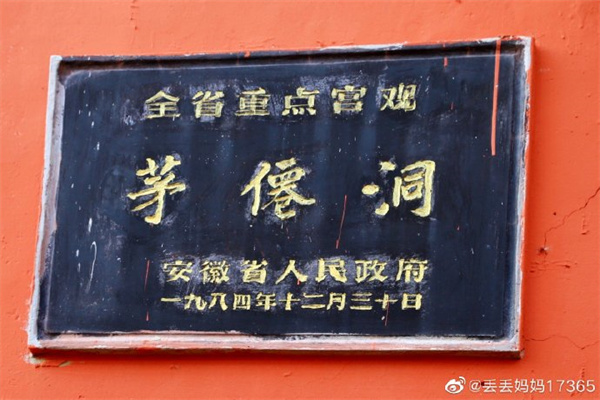 全省重点宫观
茅僊洞
安徽省人民政府
一九八四年十二月三十日
@丢丢妈妈17365